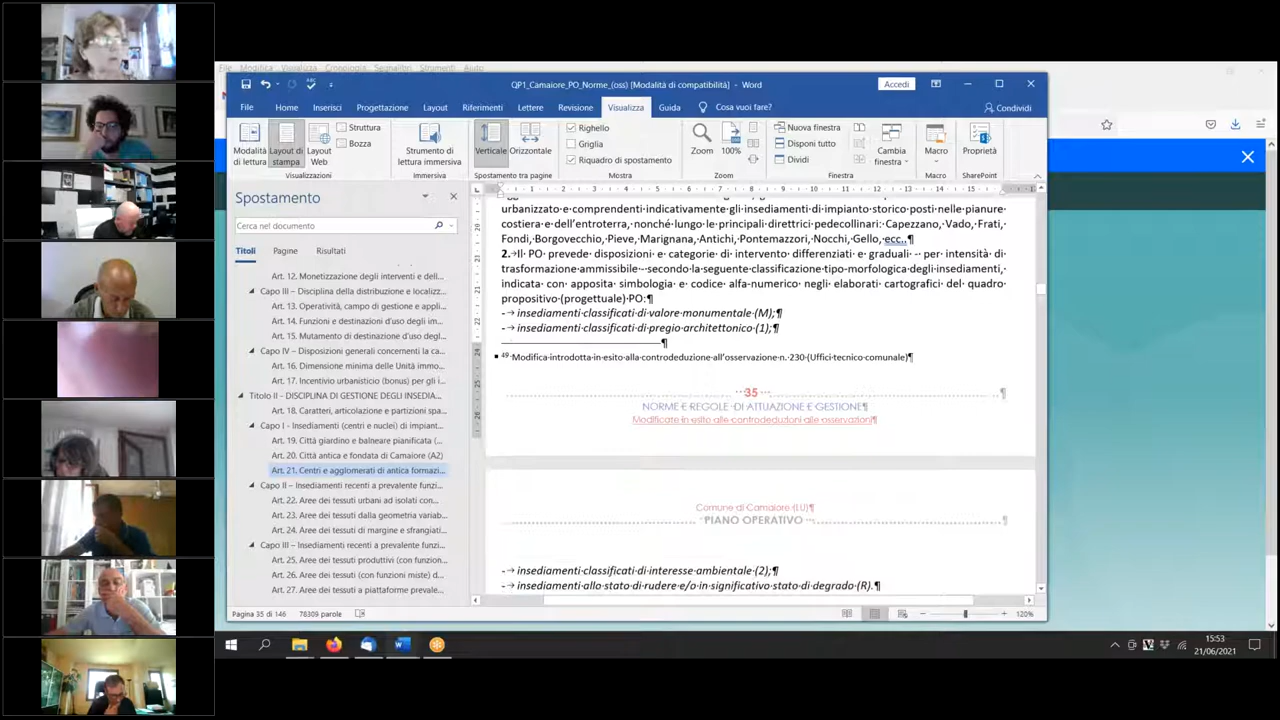 File Modifica Visualizza Cronologia Segnalibri Strumenti Aiuto
QP1_Camaiore_PO_Norme_(oss) [Modalità di compatibilità] - Word
Accedi
File Home Inserisci Progettazione Layout Riferimenti Lettere Revisione Visualizza Guida Cosa vuoi fare? Condividi
Modalità di lettura
Layout di stampa
Layout Web
Struttura
Bozza
Visualizzazioni
Strumento di lettura immersiva
Immersiva
Verticale
Orizzontale
Spostamento tra pagine
Righello
Griglia
Riquadro di spostamento
Mostra
Zoom
100%
Zoom
Nuova finestra
Disponi tutto
Dividi
Cambia finestra
Finestra
Macro
Macro
Proprietà
SharePoint
Spostamento
Cerca nel documento
Titoli Pagine Risultati
Art. 12. Monetizzazione degli interventi e dell...
Capo III – Disciplina della distribuzione e localizz...
Art. 13. Operatività, campo di gestione e appli...
Art. 14. Funzioni e destinazioni d'uso degli im...
Art. 15. Mutamento di destinazione d'uso degl...
Capo IV – Disposizioni generali concernenti la ca...
Art. 16. Dimensione minima delle Unità immo...
Art. 17. Incentivo urbanistico (bonus) per gli i...
Titolo II - DISCIPLINA DI GESTIONE DEGLI INSEDIA...
Art. 18. Caratteri, articolazione e partizioni spa...
Capo I - Insediamenti (centri e nuclei) di impiant...
Art. 19. Città giardino e balneare pianificata (...
Art. 20. Città antica e fondata di Camaiore (A2)
Art. 21. Centri e agglomerati di antica formazi...
Capo II – Insediamenti recenti a prevalente funzi...
Art. 22. Aree dei tessuti urbani ad isolati con...
Art. 23. Aree dei tessuti dalla geometria variab...
Art. 24. Aree dei tessuti di margine e sfrangiati...
Capo III – Insediamenti recenti a prevalente funzi...
Art. 25. Aree dei tessuti produttivi (con funzion...
Art. 26. Aree dei tessuti (con funzioni miste) d...
Art. 27. Aree dei tessuti a piattaforme prevale...
urbanizzato e comprendenti indicativamente gli insediamenti di impianto storico posti nelle pianure
costiera e dell'entroterra, nonché lungo le principali direttrici pedecollinari: Capezzano, Vado, Frati,
Fondi, Borgovecchio, Pieve, Marignana, Antichi, Pontemazzori, Nocchi, Gello, ecc..¶
2. Il PO prevede disposizioni e categorie di intervento differenziati e graduali - per intensità di
trasformazione ammissibile - secondo la seguente classificazione tipo-morfologica degli insediamenti,
indicata con apposita simbologia e codice alfa-numerico negli elaborati cartografici del quadro
propositivo (progettuale) PO:¶
- → insediamenti classificati di valore monumentale (M);¶
- → insediamenti classificati di pregio architettonico (1);¶
49 Modifica introdotta in esito alla controdeduzione all'osservazione n. 230 (Uffici tecnico comunale)¶
35
NORME E REGOLE DI ATTUAZIONE E GESTIONE¶
Modificate in esito alle controdeduzioni alle osservazioni¶
Comune di Camaiore (LU)¶
PIANO OPERATIVO
- → insediamenti classificati di interesse ambientale (2);¶
- → insediamenti allo stato di rudere e/o in significativo stato di degrado (R).¶
Pagina 35 di 146 78309 parole
120%
15:53
21/06/2021